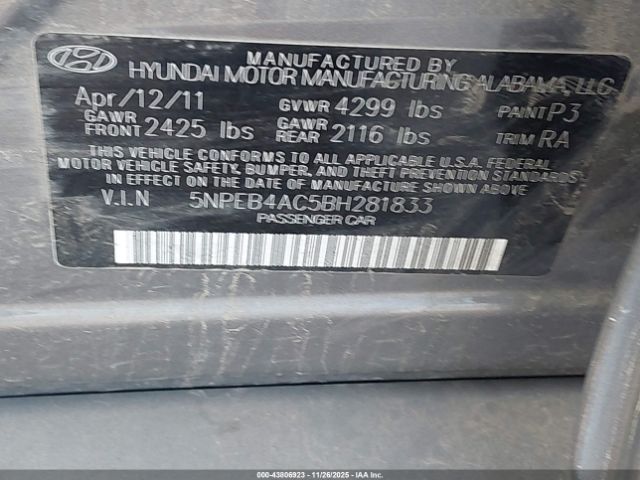 MANUFACTURED BY
HYUNDAI MOTOR MANUFACTURING ALABAMA, LLC
Apr/12/11 GVWR 4299 lbs PAINT P3
GAWR FRONT 2425 lbs GAWR REAR 2116 lbs TRIM RA
THIS VEHICLE CONFORMS TO ALL APPLICABLE U.S.A. FEDERAL
MOTOR VEHICLE SAFETY, BUMPER, AND THEFT PREVENTION STANDARDS
IN EFFECT ON THE DATE OF MANUFACTURE SHOWN ABOVE.
V.I.N 5NPEB4AC5BH281833
PASSENGER CAR
000-43806923 | 11/26/2025 - IAA, Inc.